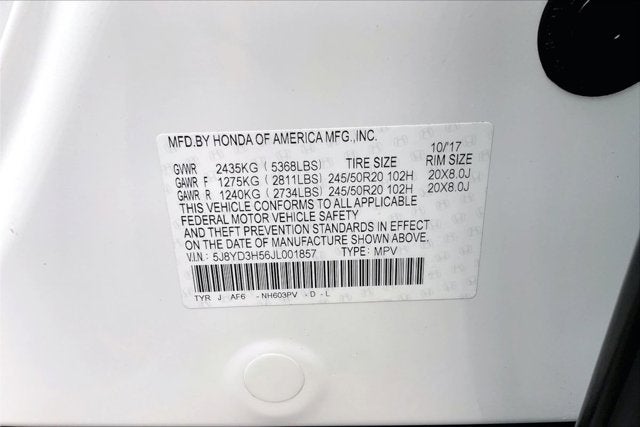 MFD.BY HONDA OF AMERICA MFG.,INC.
10/17
GVWR 2435KG ( 5368LBS) TIRE SIZE RIM SIZE
GAWR F 1275KG ( 2811LBS) 245/50R20 102H 20X8.0J
GAWR R 1240KG ( 2734LBS) 245/50R20 102H 20X8.0J
THIS VEHICLE CONFORMS TO ALL APPLICABLE
FEDERAL MOTOR VEHICLE SAFETY
AND THEFT PREVENTION STANDARDS IN EFFECT
ON THE DATE OF MANUFACTURE SHOWN ABOVE.
V.I.N.: 5J8YD3H56JL001857 TYPE: MPV
TYR J AF6 -NH603PV - D - L